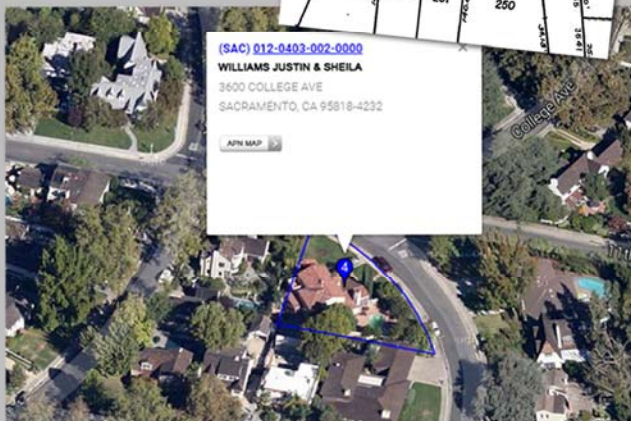 250
(SAC) 012-0403-002-0000
WILLIAMS JUSTIN & SHEILA
3600 COLLEGE AVE
SACRAMENTO, CA 95818-4232
APN MAP
College Ave
4